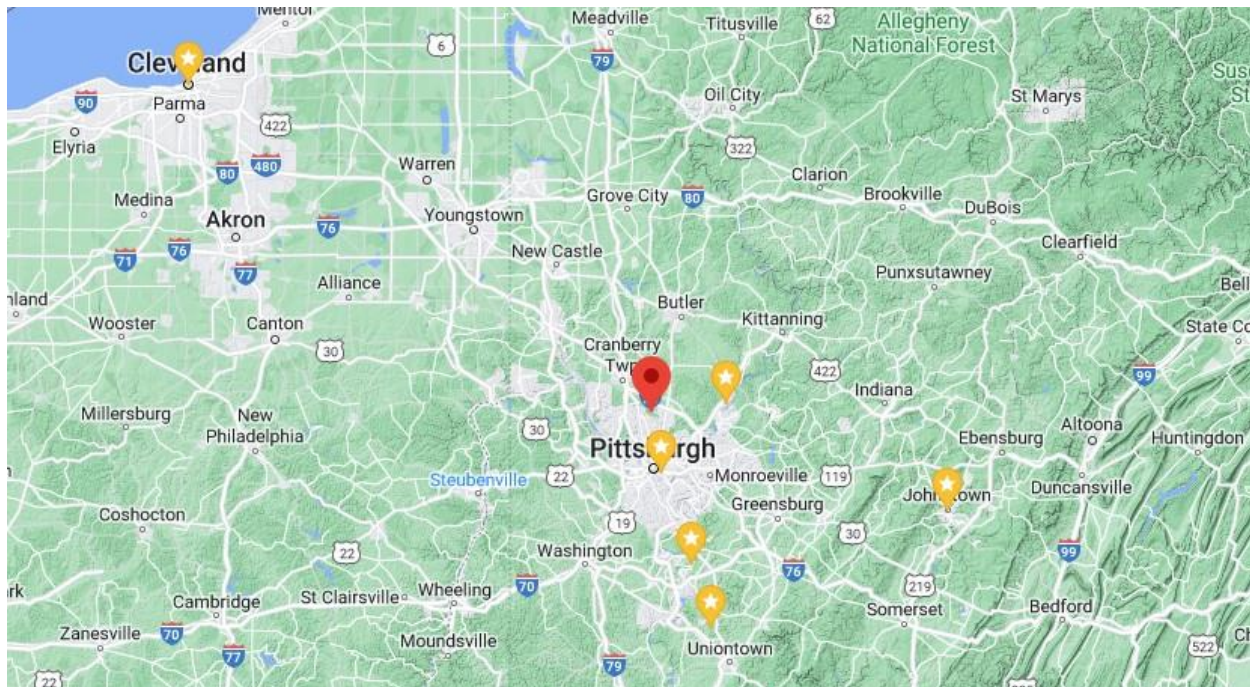 Mentor
Meadville
Titusville
62
Allegheny
National Forest
6
79
Cleveland
90
Parma
Oil City
St Marys
Elyria
422
322
80
480
Warren
Clarion
Medina
Grove City
80
Brookville
DuBois
Akron
76
Youngstown
76
71
77
New Castle
Clearfield
Punxsutawney
Alliance
Butler
Wooster
Canton
30
Kittanning
Cranberry
Twp
422
99
Indiana
Millersburg
New
Philadelphia
30
Pittsburgh
Ebensburg
Altoona
Huntingdon
Steubenville
22
Monroeville
119
Johnstown
Duncansville
Greensburg
Coshocton
19
30
22
Washington
99
76
70
219
St Clairsville
Wheeling
Cambridge
Somerset
Bedford
Zanesville
70
Moundsville
77
79
Uniontown
522
22